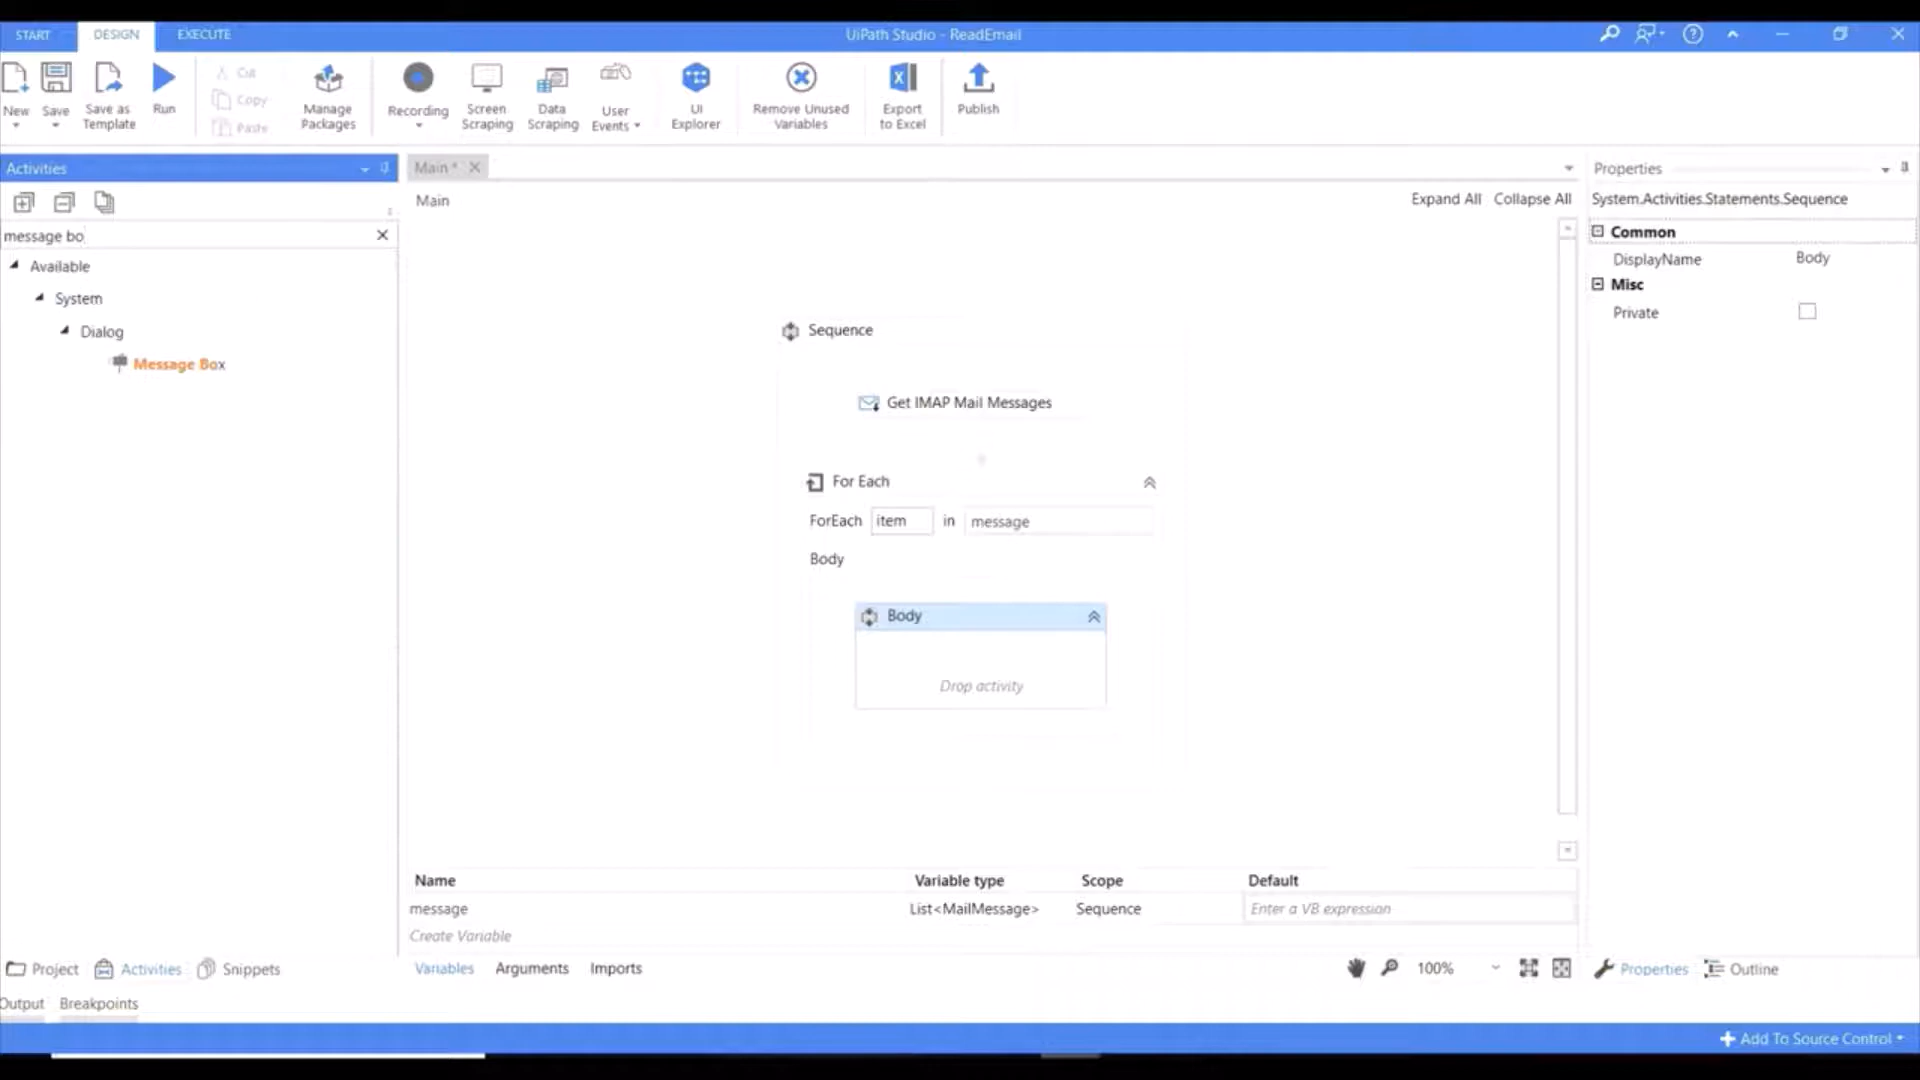 START DESIGN EXECUTE UiPath Studio - ReadEmail
New Save Save as Template Run Cut Copy Paste Manage Packages Recording Screen Scraping Data Scraping User Events UI Explorer Remove Unused Variables Export to Excel Publish
Activities
message bo
Available
System
Dialog
Message Box
Main *
Main
Expand All Collapse All
Sequence
Get IMAP Mail Messages
For Each
ForEach item in message
Body
Body
Drop activity
Name Variable type Scope Default
message List<MailMessage> Sequence Enter a VB expression
Create Variable
Variables Arguments Imports
100%
Properties
System.Activities.Statements.Sequence
Common
DisplayName Body
Misc
Private
Project Activities Snippets
Properties Outline
Output Breakpoints
Add To Source Control